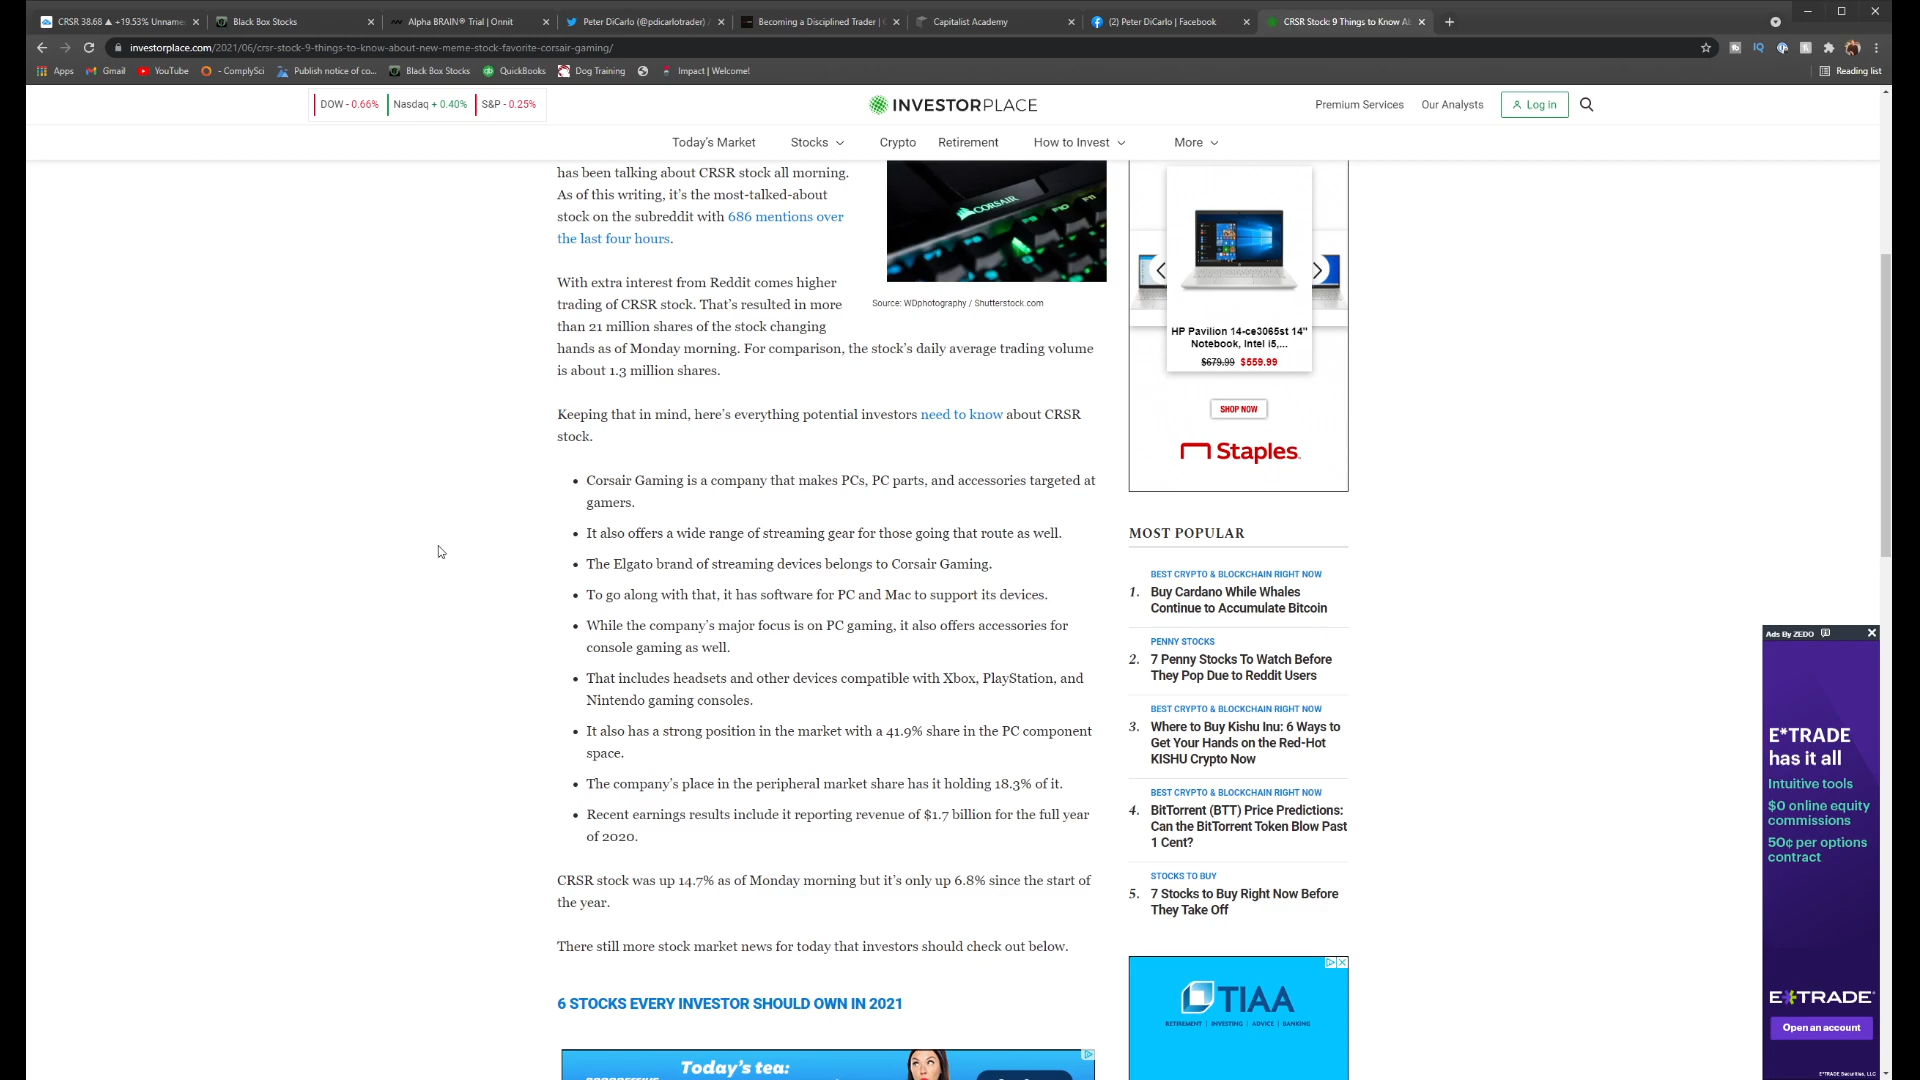 CRSR 38.68 ▲ +19.53% Unname
Black Box Stocks
Alpha BRAIN® Trial | Onnit
Peter DiCarlo (@pdicarlotrader) /
Becoming a Disciplined Trader | C
Capitalist Academy
(2) Peter DiCarlo | Facebook
CRSR Stock: 9 Things to Know Ab
investorplace.com/2021/06/crsr-stock-9-things-to-know-about-new-meme-stock-favorite-corsair-gaming/
Apps
Gmail
YouTube
- ComplySci
Publish notice of co...
Black Box Stocks
QuickBooks
Dog Training
Impact | Welcome!
Reading list
DOW - 0.66%
Nasdaq + 0.40%
S&P - 0.25%
INVESTORPLACE
Premium Services
Our Analysts
Log in
Today's Market
Stocks
Crypto
Retirement
How to Invest
More
has been talking about CRSR stock all morning.
As of this writing, it's the most-talked-about
stock on the subreddit with 686 mentions over
the last four hours.
CORSAIR
F9
F10
F11
Source: WDphotography / Shutterstock.com
With extra interest from Reddit comes higher
trading of CRSR stock. That's resulted in more
than 21 million shares of the stock changing
hands as of Monday morning. For comparison, the stock's daily average trading volume
is about 1.3 million shares.
Keeping that in mind, here's everything potential investors need to know about CRSR
stock.
• Corsair Gaming is a company that makes PCs, PC parts, and accessories targeted at
gamers.
• It also offers a wide range of streaming gear for those going that route as well.
• The Elgato brand of streaming devices belongs to Corsair Gaming.
• To go along with that, it has software for PC and Mac to support its devices.
• While the company's major focus is on PC gaming, it also offers accessories for
console gaming as well.
• That includes headsets and other devices compatible with Xbox, PlayStation, and
Nintendo gaming consoles.
• It also has a strong position in the market with a 41.9% share in the PC component
space.
• The company's place in the peripheral market share has it holding 18.3% of it.
• Recent earnings results include it reporting revenue of $1.7 billion for the full year
of 2020.
CRSR stock was up 14.7% as of Monday morning but it's only up 6.8% since the start of
the year.
There still more stock market news for today that investors should check out below.
6 STOCKS EVERY INVESTOR SHOULD OWN IN 2021
Today's tea:
HP Pavilion 14-ce3065st 14"
Notebook, Intel i5,...
$679.99 $559.99
SHOP NOW
Staples
MOST POPULAR
BEST CRYPTO & BLOCKCHAIN RIGHT NOW
1. Buy Cardano While Whales
Continue to Accumulate Bitcoin
PENNY STOCKS
2. 7 Penny Stocks To Watch Before
They Pop Due to Reddit Users
BEST CRYPTO & BLOCKCHAIN RIGHT NOW
3. Where to Buy Kishu Inu: 6 Ways to
Get Your Hands on the Red-Hot
KISHU Crypto Now
BEST CRYPTO & BLOCKCHAIN RIGHT NOW
4. BitTorrent (BTT) Price Predictions:
Can the BitTorrent Token Blow Past
1 Cent?
STOCKS TO BUY
5. 7 Stocks to Buy Right Now Before
They Take Off
TIAA
RETIREMENT | INVESTING | ADVICE | BANKING
Ads By ZEDO
E*TRADE
has it all
Intuitive tools
$0 online equity
commissions
50¢ per options
contract
E*TRADE
Open an account
E*TRADE Securities, LLC